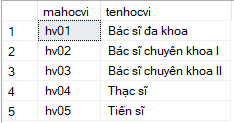 mahocvi tenhocvi
1 hv01 Bác sĩ đa khoa
2 hv02 Bác sĩ chuyên khoa I
3 hv03 Bác sĩ chuyên khoa II
4 hv04 Thạc sĩ
5 hv05 Tiến sĩ